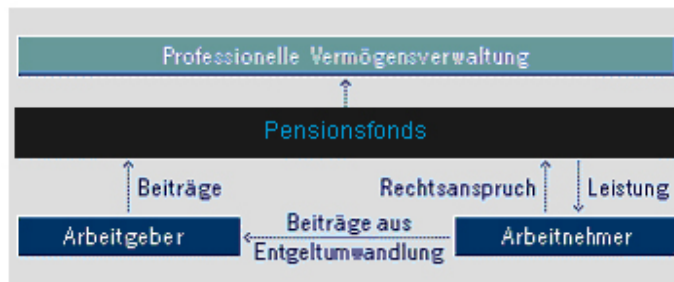 Professionelle Vermögensverwaltung
Pensionsfonds
Beiträge
Rechtsanspruch
Leistung
Arbeitgeber
Beiträge aus
Entgeltumwandlung
Arbeitnehmer